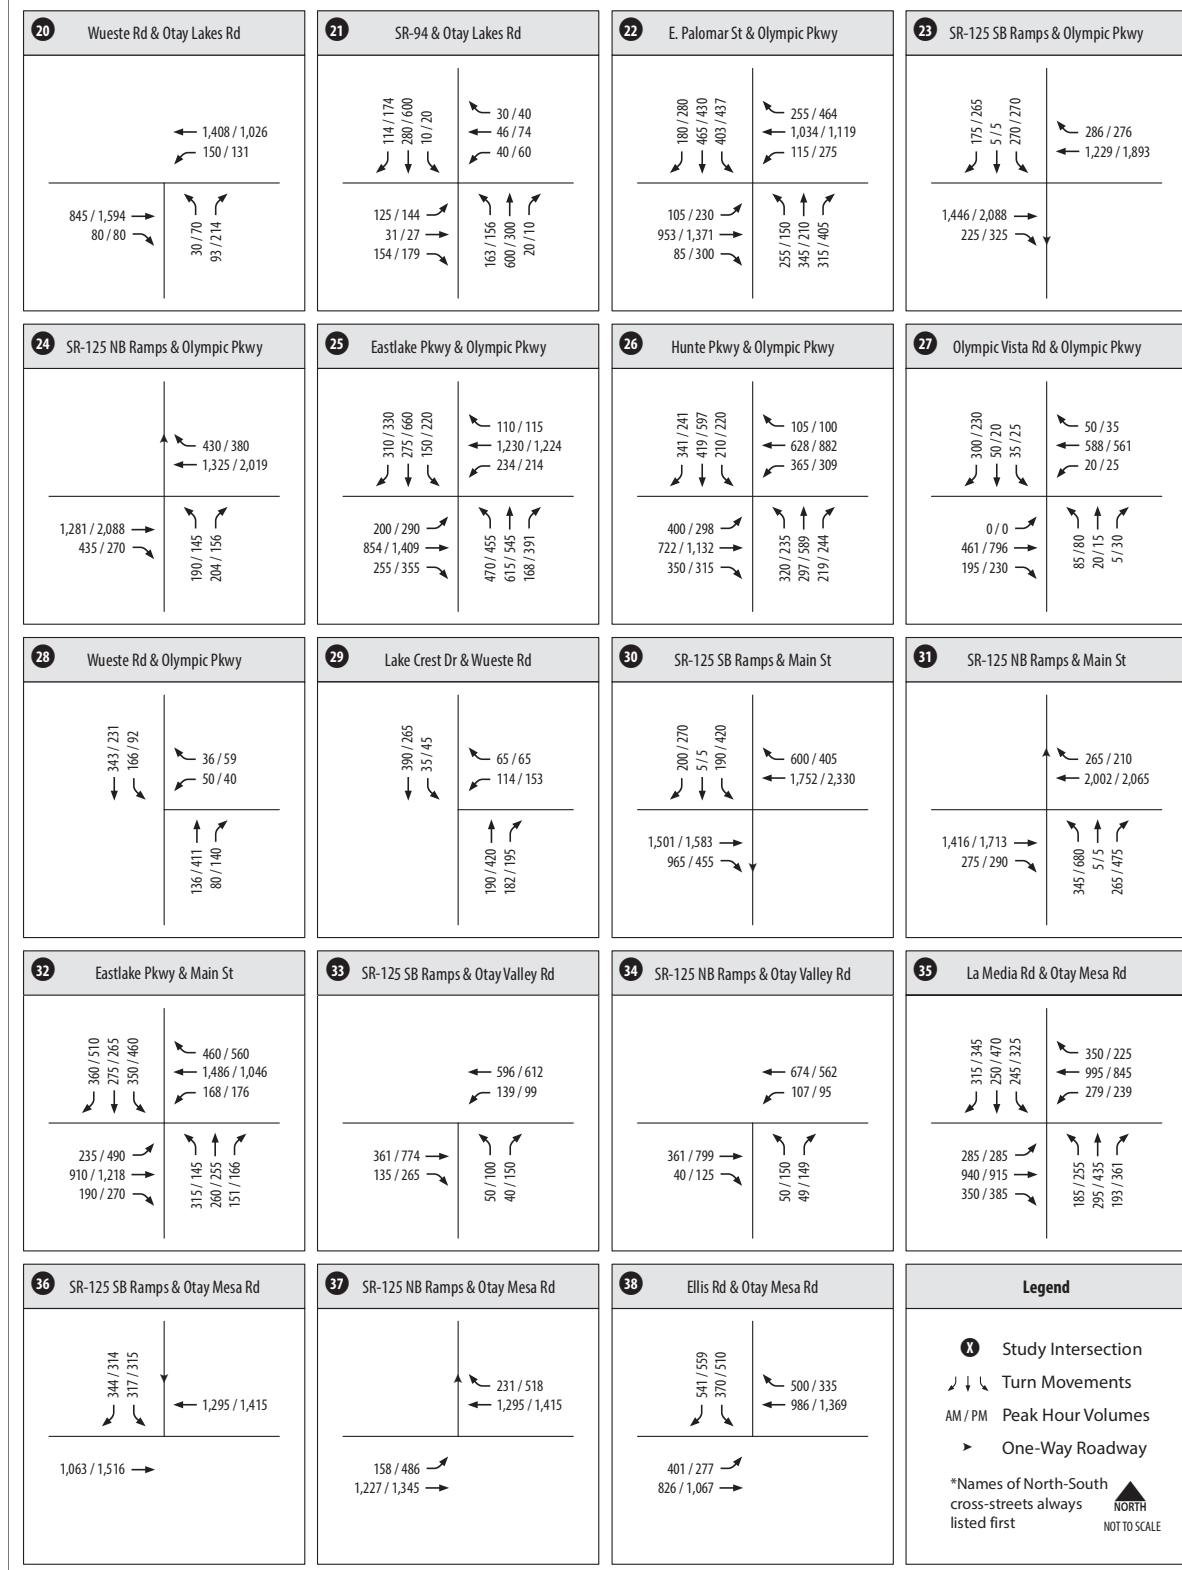 20 Wueste Rd & Otay Lakes Rd
1,408 / 1,026
150 / 131
845 / 1,594
80 / 80
30 / 70
93 / 214
21 SR-94 & Otay Lakes Rd
114 / 174
280 / 600
10 / 20
30 / 40
46 / 74
40 / 60
125 / 144
31 / 27
154 / 179
163 / 156
600 / 300
20 / 10
22 E. Palomar St & Olympic Pkwy
180 / 280
465 / 430
403 / 437
255 / 464
1,034 / 1,119
115 / 275
105 / 230
953 / 1,371
85 / 300
255 / 150
345 / 210
315 / 405
23 SR-125 SB Ramps & Olympic Pkwy
175 / 265
5 / 5
270 / 270
286 / 276
1,229 / 1,893
1,446 / 2,088
225 / 325
24 SR-125 NB Ramps & Olympic Pkwy
430 / 380
1,325 / 2,019
1,281 / 2,088
435 / 270
190 / 145
204 / 156
25 Eastlake Pkwy & Olympic Pkwy
310 / 330
275 / 660
150 / 220
110 / 115
1,230 / 1,224
234 / 214
200 / 290
854 / 1,409
255 / 355
470 / 455
615 / 545
168 / 391
26 Hunte Pkwy & Olympic Pkwy
341 / 241
419 / 597
210 / 220
105 / 100
628 / 882
365 / 309
400 / 298
722 / 1,132
350 / 315
320 / 235
297 / 589
219 / 244
27 Olympic Vista Rd & Olympic Pkwy
300 / 230
50 / 20
35 / 25
50 / 35
588 / 561
20 / 25
0 / 0
461 / 796
195 / 230
85 / 80
20 / 15
5 / 30
28 Wueste Rd & Olympic Pkwy
343 / 231
166 / 92
36 / 59
50 / 40
136 / 411
80 / 140
29 Lake Crest Dr & Wueste Rd
390 / 265
35 / 45
65 / 65
114 / 153
190 / 420
182 / 195
30 SR-125 SB Ramps & Main St
200 / 270
5 / 5
190 / 420
600 / 405
1,752 / 2,330
1,501 / 1,583
965 / 455
31 SR-125 NB Ramps & Main St
265 / 210
2,002 / 2,065
1,416 / 1,713
275 / 290
345 / 680
5 / 5
265 / 475
32 Eastlake Pkwy & Main St
360 / 510
275 / 265
350 / 460
460 / 560
1,486 / 1,046
168 / 176
235 / 490
910 / 1,218
190 / 270
315 / 145
260 / 255
151 / 166
33 SR-125 SB Ramps & Otay Valley Rd
596 / 612
139 / 99
361 / 774
135 / 265
50 / 100
40 / 150
34 SR-125 NB Ramps & Otay Valley Rd
674 / 562
107 / 95
361 / 799
40 / 125
50 / 150
49 / 149
35 La Media Rd & Otay Mesa Rd
315 / 345
250 / 470
245 / 325
350 / 225
995 / 845
279 / 239
285 / 285
940 / 915
350 / 385
185 / 255
295 / 435
193 / 361
36 SR-125 SB Ramps & Otay Mesa Rd
344 / 314
317 / 315
1,295 / 1,415
1,063 / 1,516
37 SR-125 NB Ramps & Otay Mesa Rd
231 / 518
1,295 / 1,415
158 / 486
1,227 / 1,345
38 Ellis Rd & Otay Mesa Rd
541 / 559
370 / 510
500 / 335
986 / 1,369
401 / 277
826 / 1,067
Legend
X Study Intersection
Turn Movements
AM / PM Peak Hour Volumes
One-Way Roadway
*Names of North-South
cross-streets always
listed first
NORTH
NOT TO SCALE